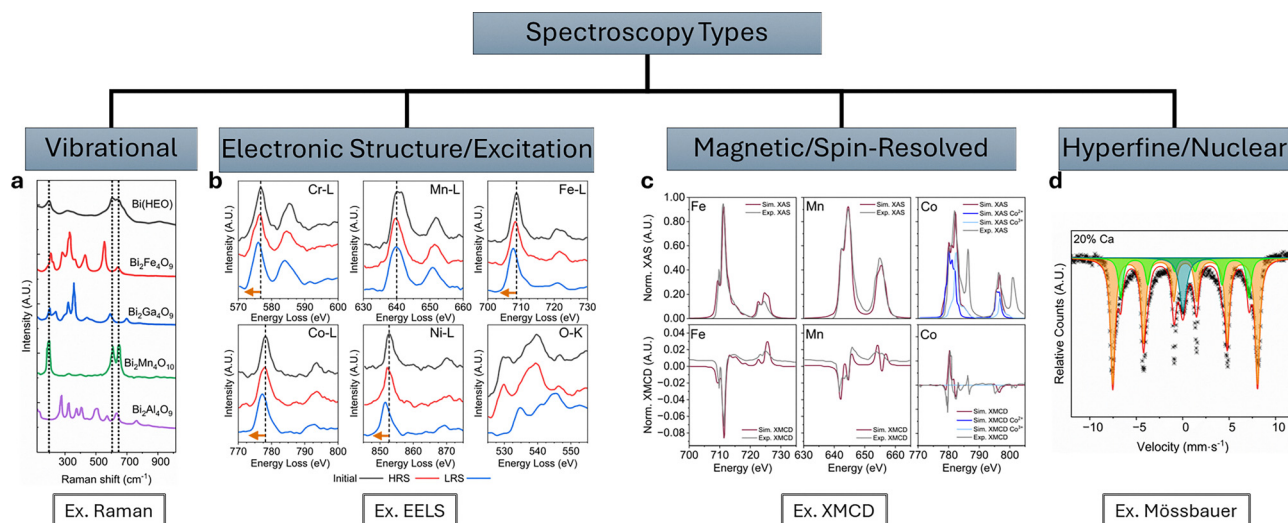 Spectroscopy Types
Vibrational
Electronic Structure/Excitation
Magnetic/Spin-Resolved
Hyperfine/Nuclear
a
Bi(HEO)
Bi₂Fe₄O₉
Bi₂Ga₄O₉
Bi₂Mn₄O₁₀
Bi₂Al₄O₉
Intensity (A.U.)
300 600 900
Raman shift (cm⁻¹)
Ex. Raman
b
Cr-L
Mn-L
Fe-L
Intensity (A.U.)
Intensity (A.U.)
Intensity (A.U.)
570 580 590 600
630 640 650 660
700 710 720 730
Energy Loss (eV)
Energy Loss (eV)
Energy Loss (eV)
Co-L
Ni-L
O-K
Intensity (A.U.)
Intensity (A.U.)
Intensity (A.U.)
770 780 790 800
850 860 870
530 540 550
Energy Loss (eV)
Energy Loss (eV)
Energy Loss (eV)
Initial HRS LRS
Ex. EELS
c
Norm. XAS (A.U.)
1.00
0.80
0.60
0.40
0.20
0.00
Fe
Sim. XAS
Exp. XAS
Mn
Sim. XAS
Exp. XAS
Co
Sim. XAS
Sim. XAS Co²⁺
Sim. XAS Co³⁺
Exp. XAS
Norm. XMCD (A.U.)
0.04
0.02
0.00
−0.02
−0.04
−0.06
−0.08
Fe
Sim. XMCD
Exp. XMCD
Mn
Sim. XMCD
Exp. XMCD
Co
Sim. XMCD
Sim. XMCD Co²⁺
Sim. XMCD Co³⁺
Exp. XMCD
700 715 730
630 645 660
765 780 800
Energy (eV)
Energy (eV)
Energy (eV)
Ex. XMCD
d
20% Ca
Relative Counts (A.U.)
−10 −5 0 5 10
Velocity (mm·s⁻¹)
Ex. Mössbauer